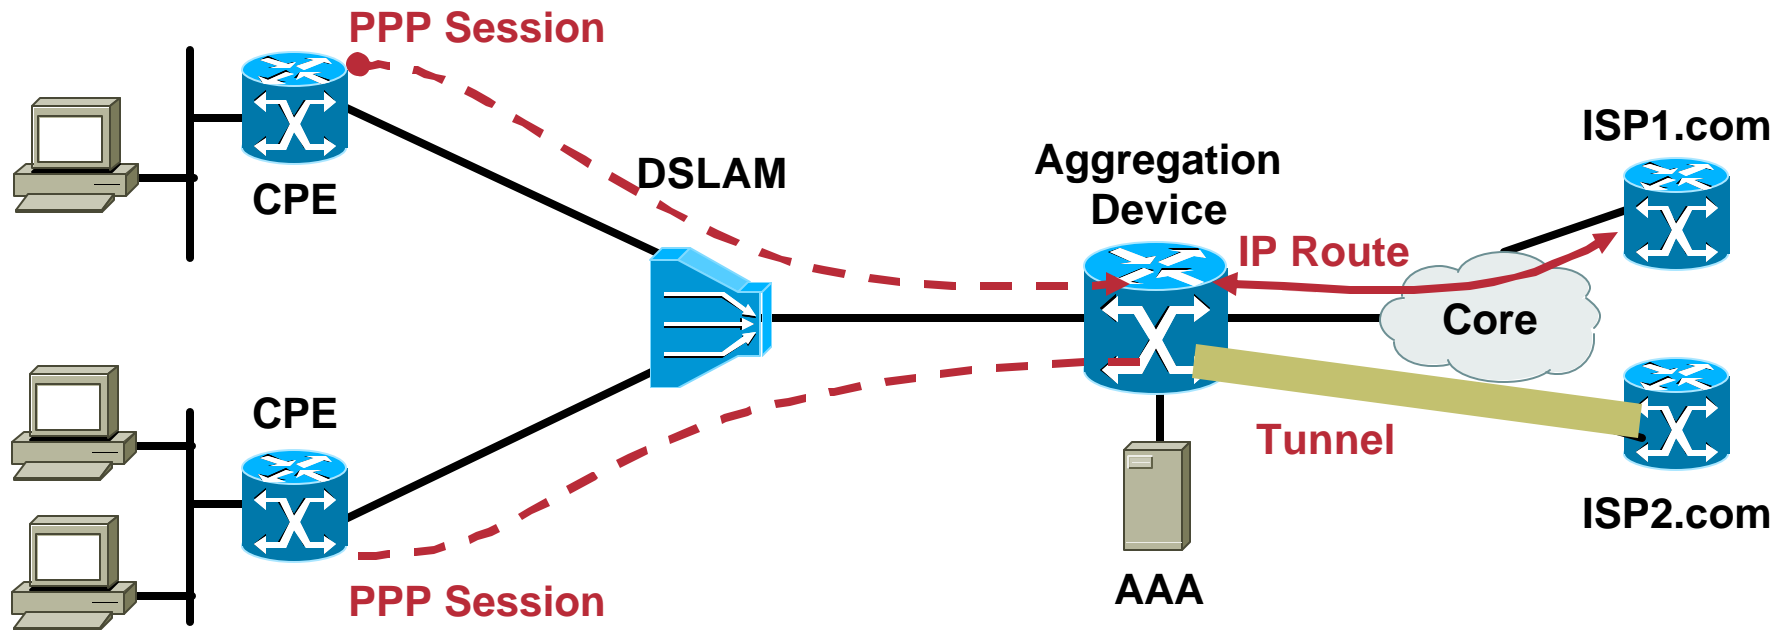 PPP Session
CPE
DSLAM
Aggregation
Device
ISP1.com
IP Route
Core
CPE
Tunnel
ISP2.com
AAA
PPP Session